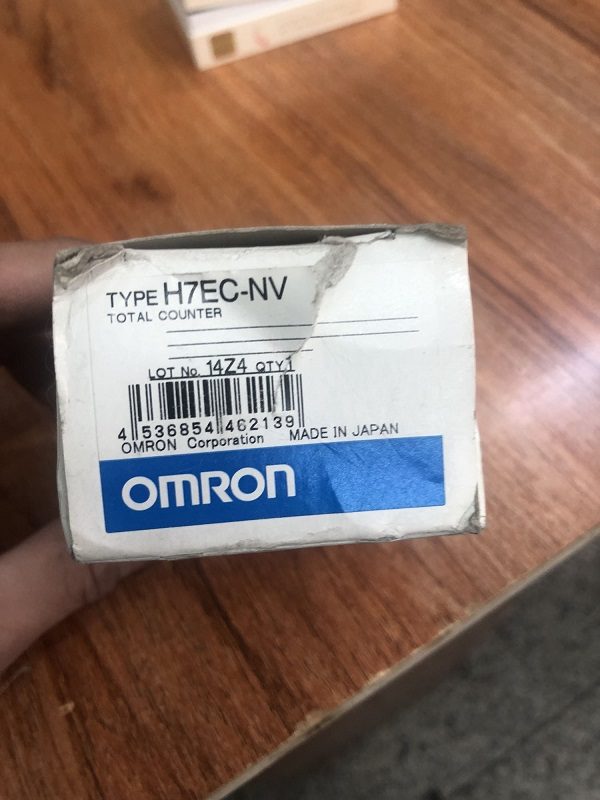 TYPE H7EC-NV
TOTAL COUNTER
LOT No. 14Z4 QTY.1
4 536854 462139
OMRON Corporation MADE IN JAPAN
OMRON